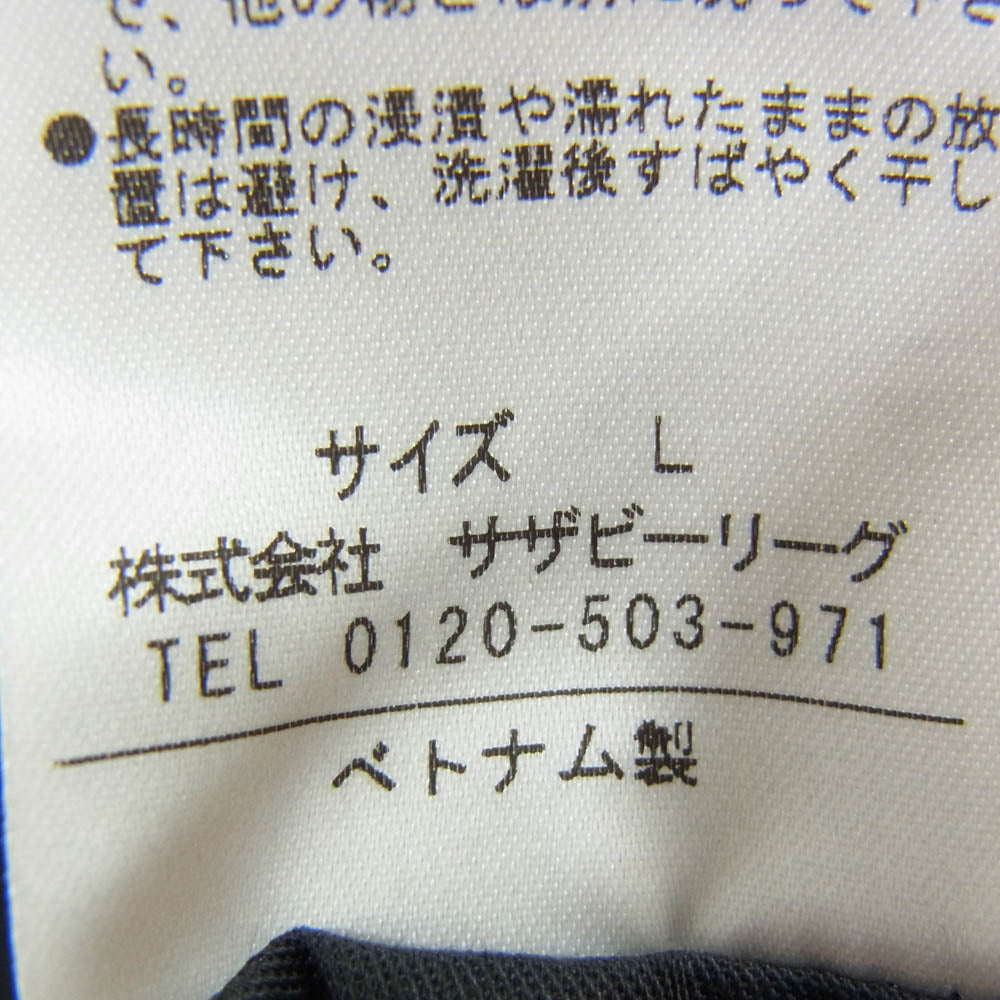 い。
●長時間の浸漬や濡れたままの放
置は避け、洗濯後すばやく干し
て下さい。
サイズ L
株式会社 サザビーリーグ
TEL 0120-503-971
ベトナム製